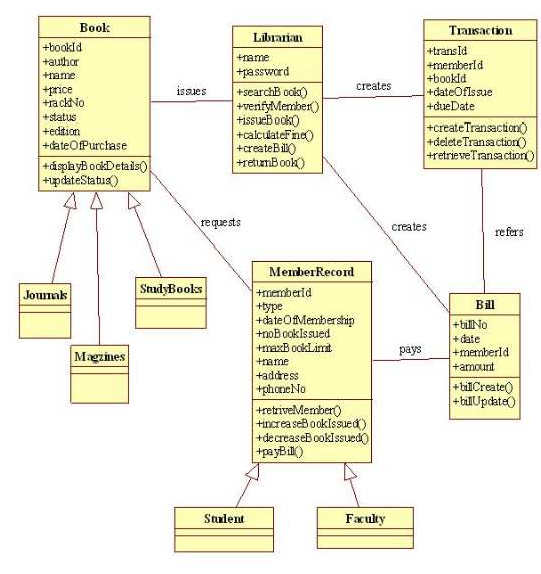 Book
+bookId
+author
+name
+price
+rackNo
+status
+edition
+dateOfPurchase
+displayBookDetails()
+updateStatus()
issues
Librarian
+name
+password
+searchBook()
+verifyMember()
+issueBook()
+calculateFine()
+createBill()
+returnBook()
creates
Transaction
+transId
+memberId
+bookId
+dateOfIssue
+dueDate
+createTransaction()
+deleteTransaction()
+retrieveTransaction()
requests
creates
refers
Journals
StudyBooks
Magzines
MemberRecord
+memberId
+type
+dateOfMembership
+noBookIssued
+maxBookLimit
+name
+address
+phoneNo
+retriveMember()
+increaseBookIssued()
+decreaseBookIssued()
+payBill()
pays
Bill
+billNo
+date
+memberId
+amount
+billCreate()
+billUpdate()
Student
Faculty